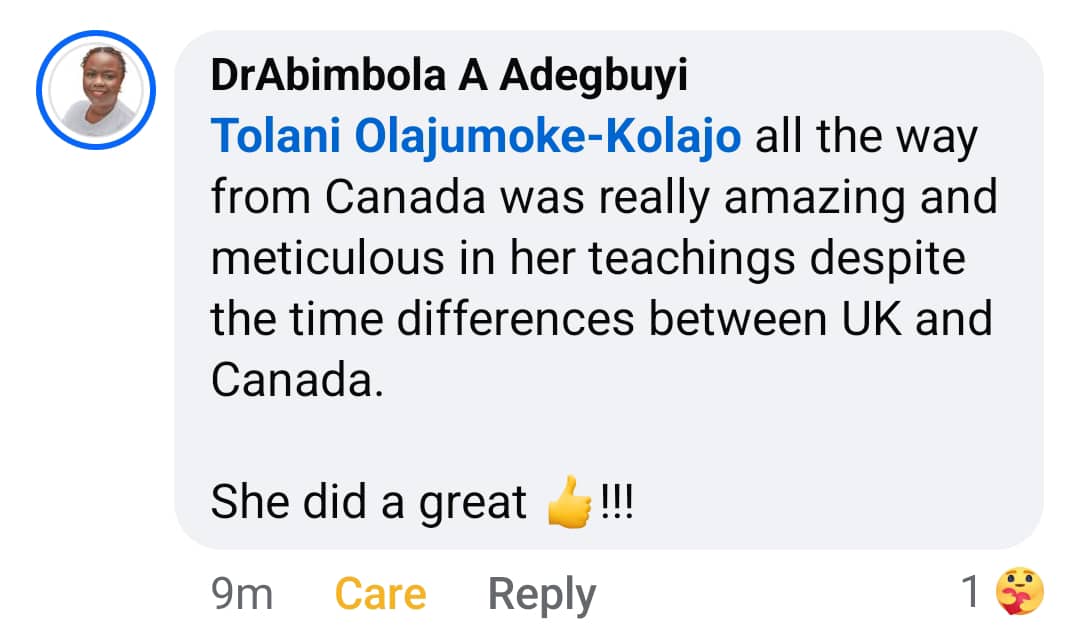 DrAbimbola A Adegbuyi
Tolani Olajumoke-Kolajo all the way
from Canada was really amazing and
meticulous in her teachings despite
the time differences between UK and
Canada.
She did a great 👍!!!
9m Care Reply 1